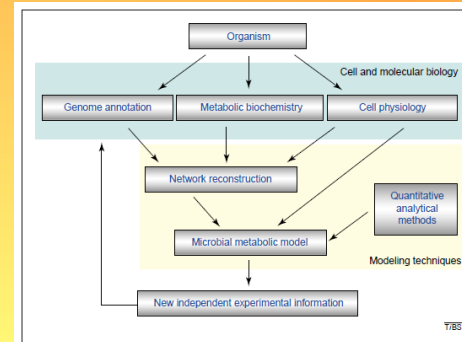 Organism
Cell and molecular biology
Genome annotation
Metabolic biochemistry
Cell physiology
Network reconstruction
Quantitative
analytical
methods
Microbial metabolic model
Modeling techniques
New independent experimental information
TIBS